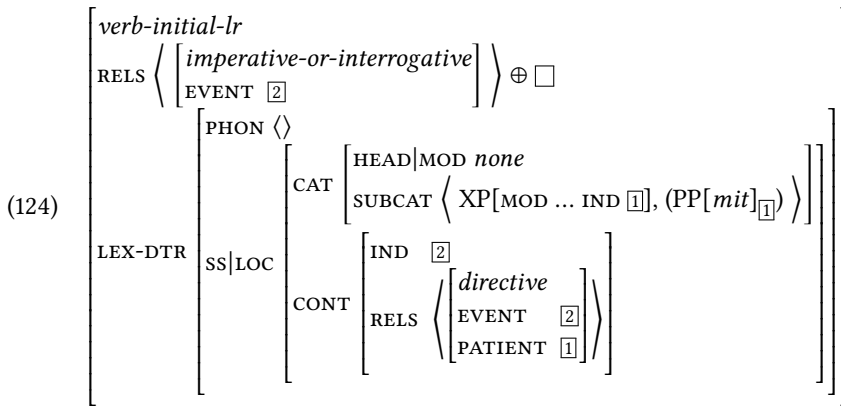 verb-initial-lr
RELS ⟨ [imperative-or-interrogative
EVENT 2] ⟩ ⊕ □
PHON ⟨⟩
HEAD|MOD none
CAT
SUBCAT ⟨ XP[MOD … IND 1], (PP[mit]1) ⟩
(124)
LEX-DTR
SS|LOC
IND 2
directive
CONT
RELS ⟨ EVENT 2 ⟩
PATIENT 1